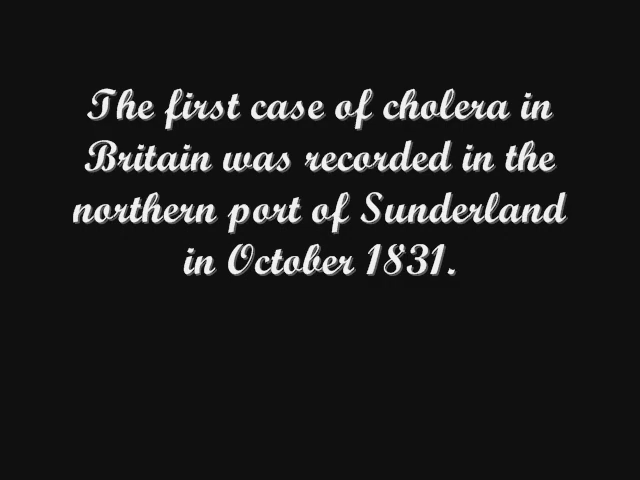 The first case of cholera in
Britain was recorded in the
northern port of Sunderland
in October 1831.